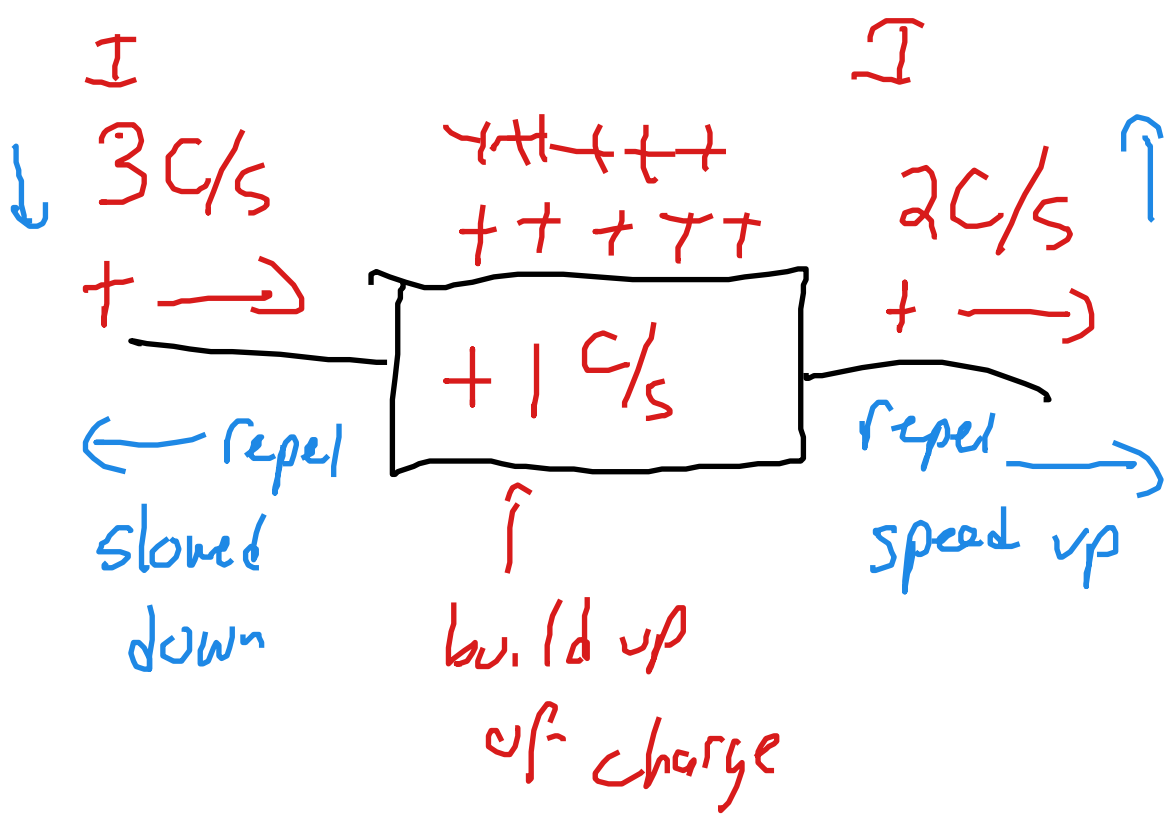 I
I
3C/s
2C/s
+ + + + + +
+ + + + +
+
+
+ 1 C/s
repel
repel
slowed
down
speed up
build up
of charge